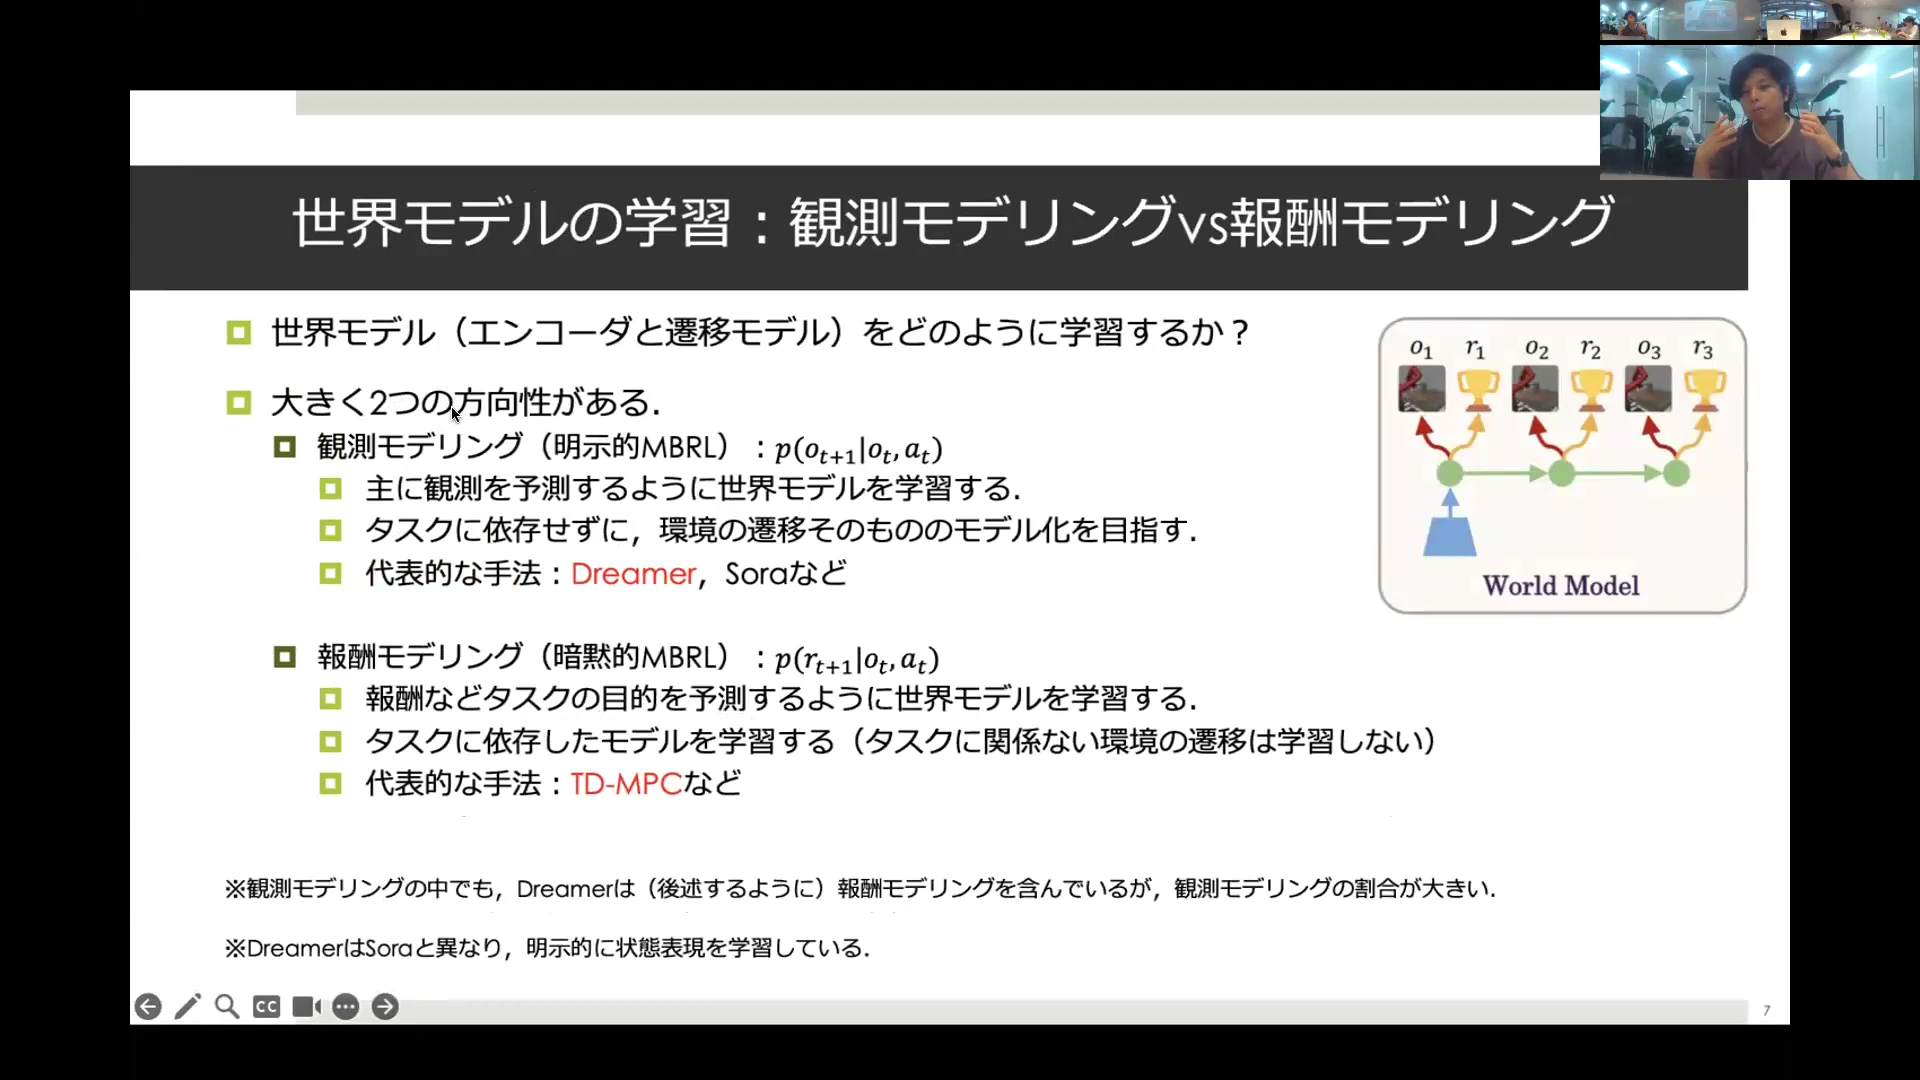 世界モデルの学習：観測モデリングvs報酬モデリング
世界モデル（エンコーダと遷移モデル）をどのように学習するか？
大きく2つの方向性がある．
観測モデリング（明示的MBRL）：p(o_{t+1}|o_t, a_t)
主に観測を予測するように世界モデルを学習する．
タスクに依存せずに，環境の遷移そのもののモデル化を目指す．
代表的な手法：Dreamer，Soraなど
報酬モデリング（暗黙的MBRL）：p(r_{t+1}|o_t, a_t)
報酬などタスクの目的を予測するように世界モデルを学習する．
タスクに依存したモデルを学習する（タスクに関係ない環境の遷移は学習しない）
代表的な手法：TD-MPCなど
o_1 r_1 o_2 r_2 o_3 r_3
World Model
※観測モデリングの中でも，Dreamerは（後述するように）報酬モデリングを含んでいるが，観測モデリングの割合が大きい．
※DreamerはSoraと異なり，明示的に状態表現を学習している．
CC
7